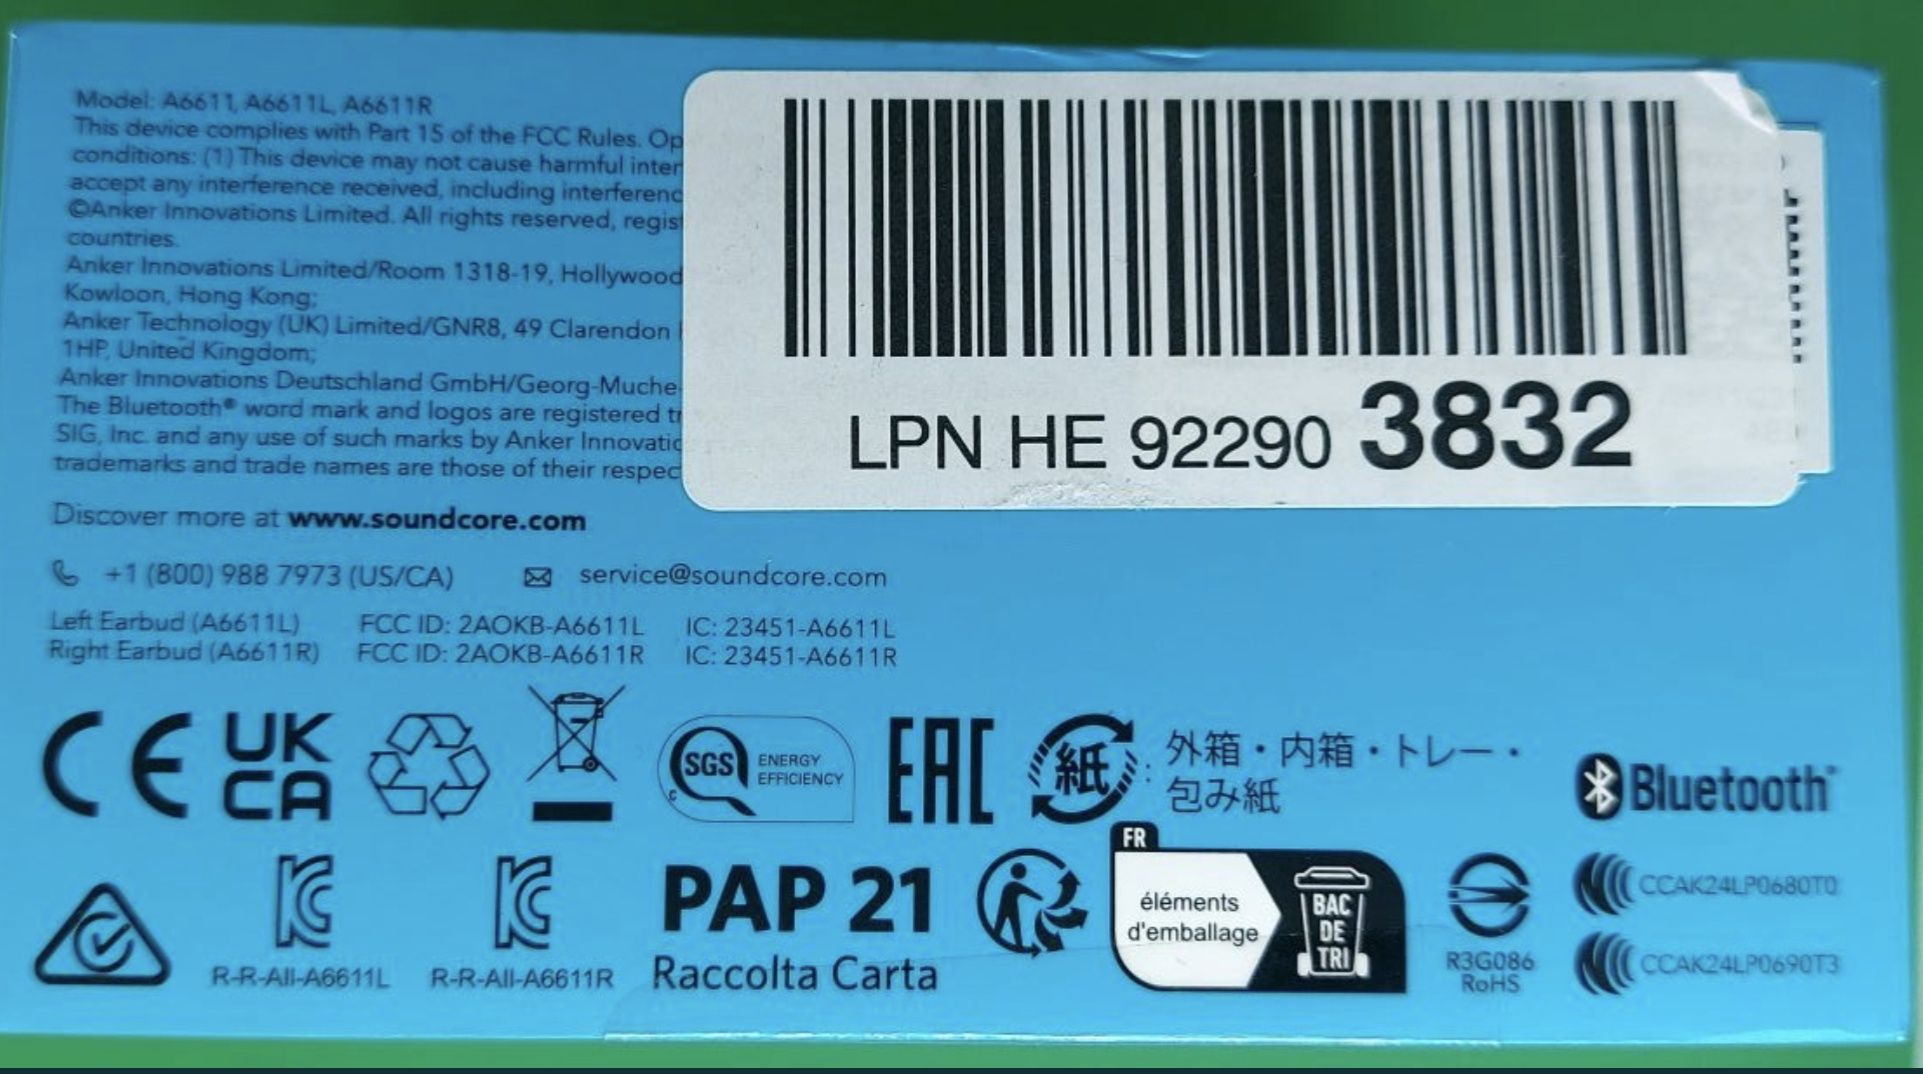 Model: A6611, A6611L, A6611R
This device complies with Part 15 of the FCC Rules. Op
conditions: (1) This device may not cause harmful inter
accept any interference received, including interferenc
©Anker Innovations Limited. All rights reserved, regist
countries.
Anker Innovations Limited/Room 1318-19, Hollywood
Kowloon, Hong Kong;
Anker Technology (UK) Limited/GNR8, 49 Clarendon
1HP, United Kingdom;
Anker Innovations Deutschland GmbH/Georg-Muche-
The Bluetooth® word mark and logos are registered tr
SIG, Inc. and any use of such marks by Anker Innovatio
trademarks and trade names are those of their respec
LPN HE 92290 3832
Discover more at www.soundcore.com
+1 (800) 988 7973 (US/CA) service@soundcore.com
Left Earbud (A6611L) FCC ID: 2AOKB-A6611L IC: 23451-A6611L
Right Earbud (A6611R) FCC ID: 2AOKB-A6611R IC: 23451-A6611R
CE
UK
CA
SGS
ENERGY
EFFICIENCY
EAC
紙
: 外箱・内箱・トレー・
包み紙
Bluetooth
R-R-AII-A6611L
R-R-AII-A6611R
PAP 21
Raccolta Carta
FR
éléments
d'emballage
BAC
DE
TRI
R3G086
RoHS
CCAK24LP0680T0
CCAK24LP0690T3